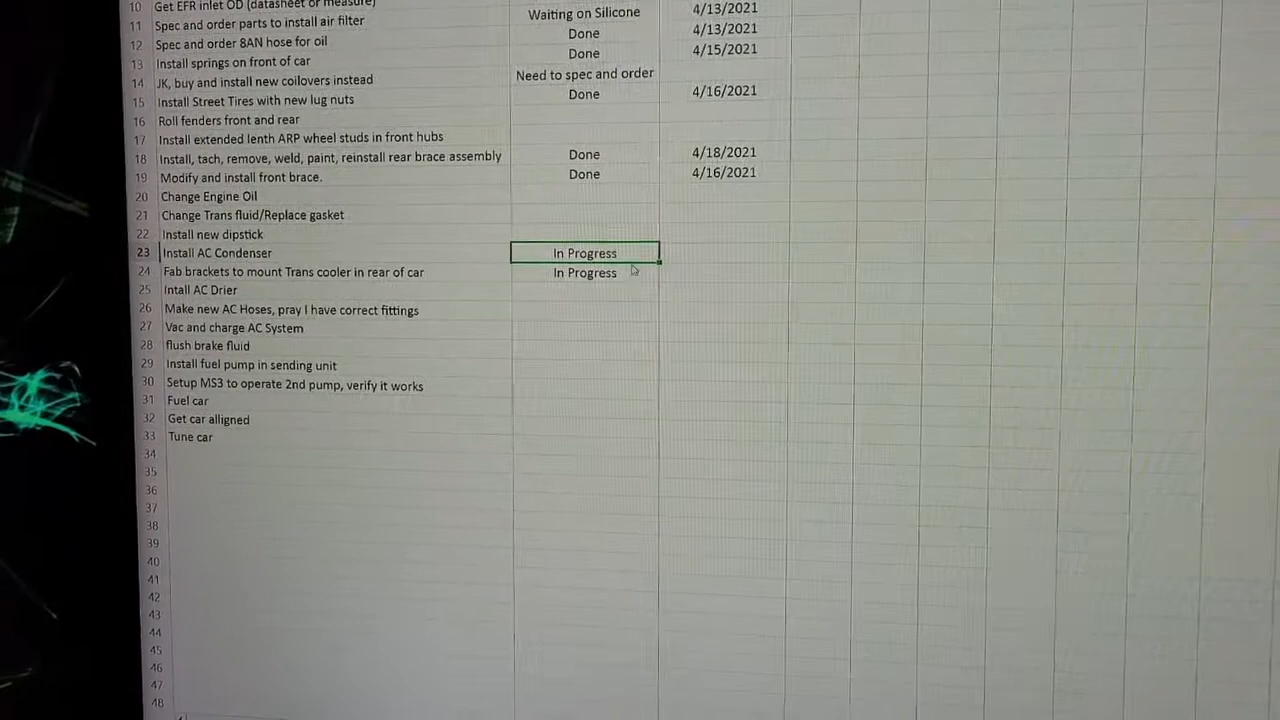 10 Get EFR inlet OD (datasheet or measure) 4/13/2021
11 Spec and order parts to install air filter Waiting on Silicone 4/13/2021
12 Spec and order 8AN hose for oil Done 4/15/2021
13 Install springs on front of car Done
14 JK, buy and install new coilovers instead Need to spec and order 4/16/2021
15 Install Street Tires with new lug nuts Done
16 Roll fenders front and rear
17 Install extended lenth ARP wheel studs in front hubs
18 Install, tach, remove, weld, paint, reinstall rear brace assembly Done 4/18/2021
19 Modify and install front brace. Done 4/16/2021
20 Change Engine Oil
21 Change Trans fluid/Replace gasket
22 Install new dipstick
23 Install AC Condenser In Progress
24 Fab brackets to mount Trans cooler in rear of car In Progress
25 Intall AC Drier
26 Make new AC Hoses, pray I have correct fittings
27 Vac and charge AC System
28 flush brake fluid
29 Install fuel pump in sending unit
30 Setup MS3 to operate 2nd pump, verify it works
31 Fuel car
32 Get car alligned
33 Tune car
34
35
36
37
38
39
40
41
42
43
44
45
46
47
48